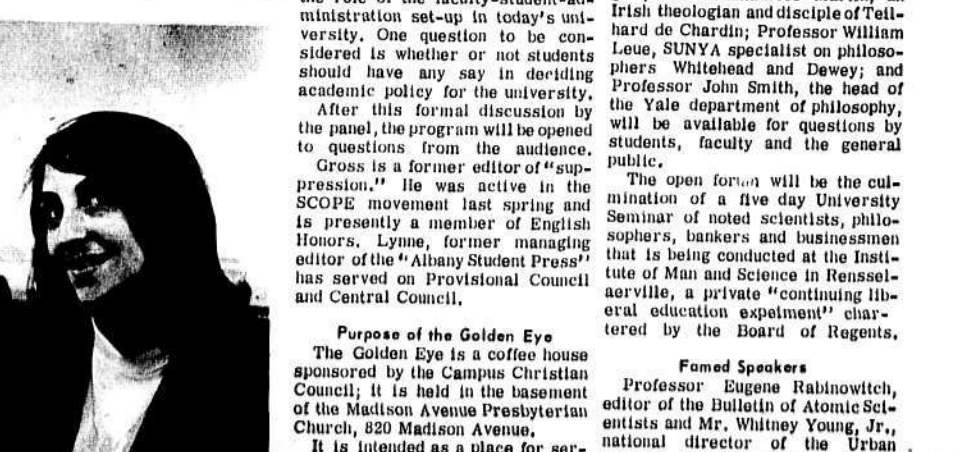 the role of the faculty-student-ad-
ministration set-up in today's uni-
versity. One question to be con-
sidered is whether or not students
should have any say in deciding
academic policy for the university.
After this formal discussion by
the panel, the program will be opened
to questions from the audience.
Gross is a former editor of "sup-
pression." He was active in the
SCOPE movement last spring and
is presently a member of English
Honors. Lynne, former managing
editor of the "Albany Student Press"
has served on Provisional Council
and Central Council.
Purpose of the Golden Eye
The Golden Eye is a coffee house
sponsored by the Campus Christian
Council; it is held in the basement
of the Madison Avenue Presbyterian
Church, 820 Madison Avenue.
It is intended as a place for ser-
Irish theologian and disciple of Teil-
hard de Chardin; Professor William
Leue, SUNYA specialist on philoso-
phers Whitehead and Dewey; and
Professor John Smith, the head of
the Yale department of philosophy,
will be available for questions by
students, faculty and the general
public.
The open forum will be the cul-
mination of a five day University
Seminar of noted scientists, philo-
sophers, bankers and businessmen
that is being conducted at the Insti-
tute of Man and Science in Renssel-
aerville, a private "continuing lib-
eral education expeiment" char-
tered by the Board of Regents.
Famed Speakers
Professor Eugene Rabinowitch,
editor of the Bulletin of Atomic Sci-
entists and Mr. Whitney Young, Jr.,
national director of the Urban